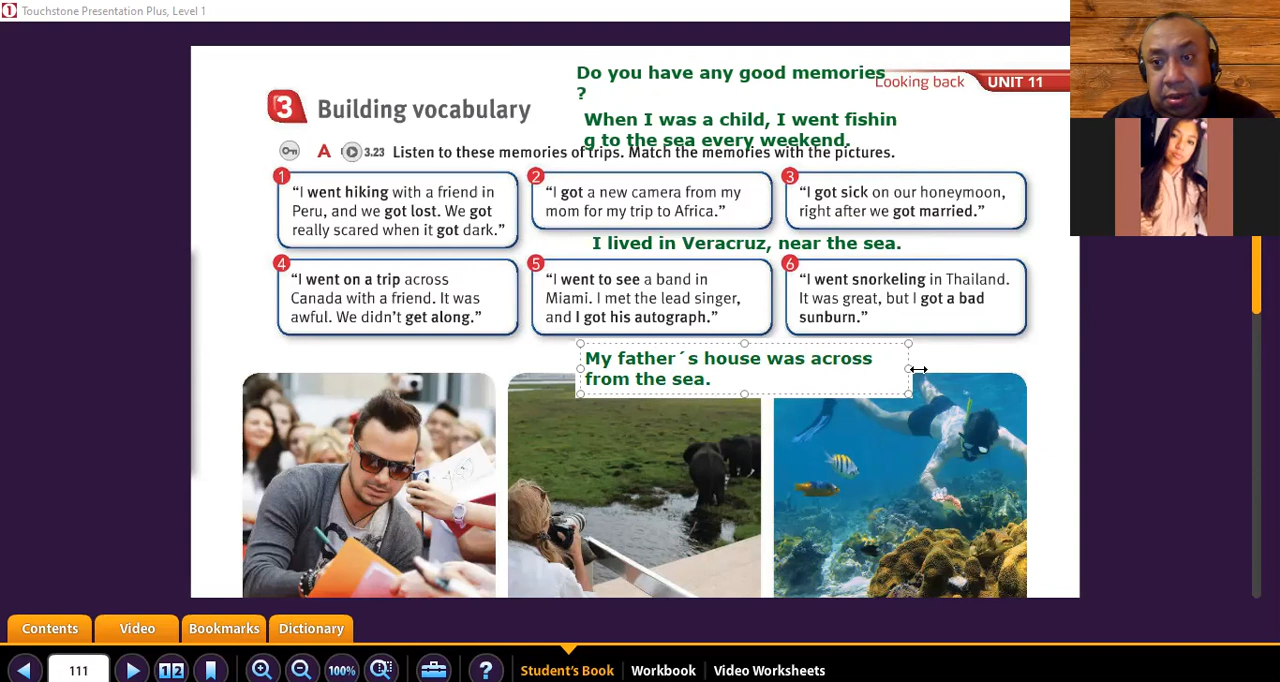 Touchstone Presentation Plus, Level 1
Do you have any good memories
?
Looking back UNIT 11
3 Building vocabulary
When I was a child, I went fishin
g to the sea every weekend.
A 3.23 Listen to these memories of trips. Match the memories with the pictures.
1
“I went hiking with a friend in
Peru, and we got lost. We got
really scared when it got dark.”
2
“I got a new camera from my
mom for my trip to Africa.”
3
“I got sick on our honeymoon,
right after we got married.”
I lived in Veracruz, near the sea.
4
“I went on a trip across
Canada with a friend. It was
awful. We didn’t get along.”
5
“I went to see a band in
Miami. I met the lead singer,
and I got his autograph.”
6
“I went snorkeling in Thailand.
It was great, but I got a bad
sunburn.”
My father´s house was across
from the sea.
Contents Video Bookmarks Dictionary
111 1 2 100% ? Student's Book Workbook Video Worksheets